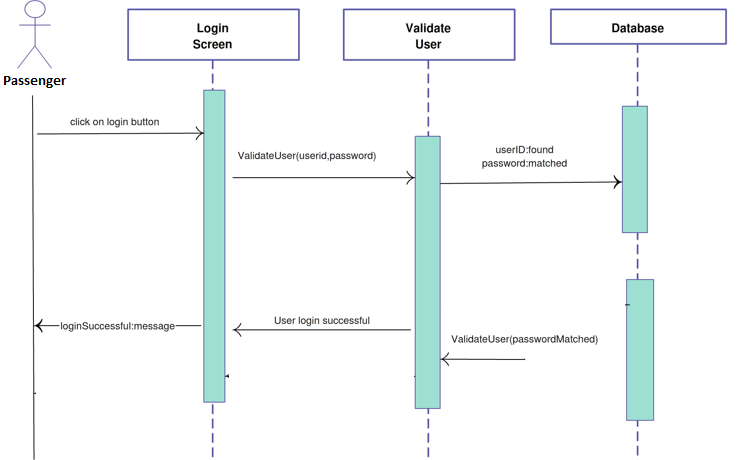 Login
Screen
Validate
User
Database
Passenger
click on login button
ValidateUser(userid,password)
userID:found
password:matched
loginSuccessful:message
User login successful
ValidateUser(passwordMatched)